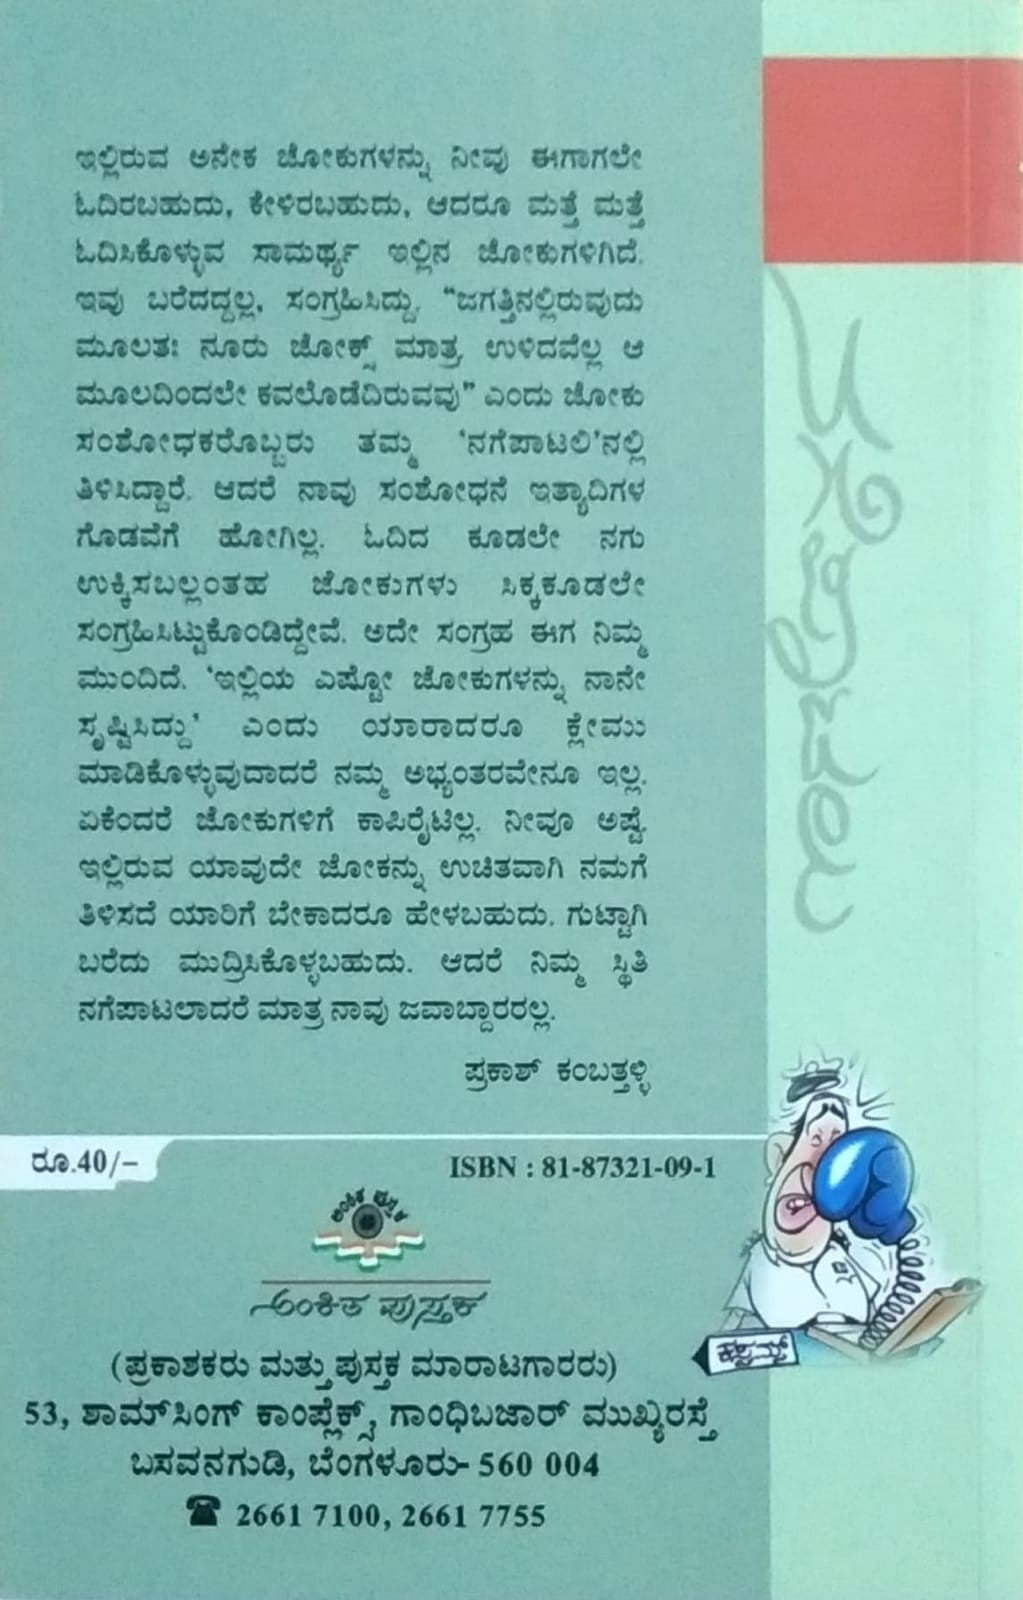 ಇಲ್ಲಿರುವ ಅನೇಕ ಜೋಕುಗಳನ್ನು ನೀವು ಈಗಾಗಲೇ
ಓದಿರಬಹುದು, ಕೇಳಿರಬಹುದು, ಆದರೂ ಮತ್ತೆ ಮತ್ತೆ
ಓದಿಸಿಕೊಳ್ಳುವ ಸಾಮರ್ಥ್ಯ ಇಲ್ಲಿನ ಜೋಕುಗಳಿಗಿದೆ.
ಇವು ಬರೆದದ್ದಲ್ಲ, ಸಂಗ್ರಹಿಸಿದ್ದು. "ಜಗತ್ತಿನಲ್ಲಿರುವುದು
ಮೂಲತಃ ನೂರು ಜೋಕ್ಸ್ ಮಾತ್ರ. ಉಳಿದವೆಲ್ಲ ಆ
ಮೂಲದಿಂದಲೇ ಕವಲೊಡೆದಿರುವವು" ಎಂದು ಜೋಕು
ಸಂಶೋಧಕರೊಬ್ಬರು ತಮ್ಮ 'ನಗೆಪಾಟಲಿ'ನಲ್ಲಿ
ತಿಳಿಸಿದ್ದಾರೆ. ಆದರೆ ನಾವು ಸಂಶೋಧನೆ ಇತ್ಯಾದಿಗಳ
ಗೊಡವೆಗೆ ಹೋಗಿಲ್ಲ. ಓದಿದ ಕೂಡಲೇ ನಗು
ಉಕ್ಕಿಸಬಲ್ಲಂತಹ ಜೋಕುಗಳು ಸಿಕ್ಕಕೂಡಲೇ
ಸಂಗ್ರಹಿಸಿಟ್ಟುಕೊಂಡಿದ್ದೇವೆ. ಅದೇ ಸಂಗ್ರಹ ಈಗ ನಿಮ್ಮ
ಮುಂದಿದೆ. 'ಇಲ್ಲಿಯ ಎಷ್ಟೋ ಜೋಕುಗಳನ್ನು ನಾನೇ
ಸೃಷ್ಟಿಸಿದ್ದು' ಎಂದು ಯಾರಾದರೂ ಕ್ಲೇಮು
ಮಾಡಿಕೊಳ್ಳುವುದಾದರೆ ನಮ್ಮ ಅಭ್ಯಂತರವೇನೂ ಇಲ್ಲ.
ಏಕೆಂದರೆ ಜೋಕುಗಳಿಗೆ ಕಾಪಿರೈಟಿಲ್ಲ. ನೀವೂ ಅಷ್ಟೆ.
ಇಲ್ಲಿರುವ ಯಾವುದೇ ಜೋಕನ್ನು ಉಚಿತವಾಗಿ ನಮಗೆ
ತಿಳಿಸದೆ ಯಾರಿಗೆ ಬೇಕಾದರೂ ಹೇಳಬಹುದು. ಗುಟ್ಟಾಗಿ
ಬರೆದು ಮುದ್ರಿಸಿಕೊಳ್ಳಬಹುದು. ಆದರೆ ನಿಮ್ಮ ಸ್ಥಿತಿ
ನಗೆಪಾಟಲಾದರೆ ಮಾತ್ರ ನಾವು ಜವಾಬ್ದಾರರಲ್ಲ.
ಪ್ರಕಾಶ್ ಕಂಬತ್ತಳ್ಳಿ
ರೂ.40/-
ISBN : 81-87321-09-1
ಅಂಕಿತ ಪುಸ್ತಕ
ಅಂಕಿತ ಪುಸ್ತಕ
(ಪ್ರಕಾಶಕರು ಮತ್ತು ಪುಸ್ತಕ ಮಾರಾಟಗಾರರು)
53, ಶಾಮ್‌ಸಿಂಗ್ ಕಾಂಪ್ಲೆಕ್ಸ್, ಗಾಂಧಿಬಜಾರ್ ಮುಖ್ಯರಸ್ತೆ
ಬಸವನಗುಡಿ, ಬೆಂಗಳೂರು- 560 004
☎ 2661 7100, 2661 7755